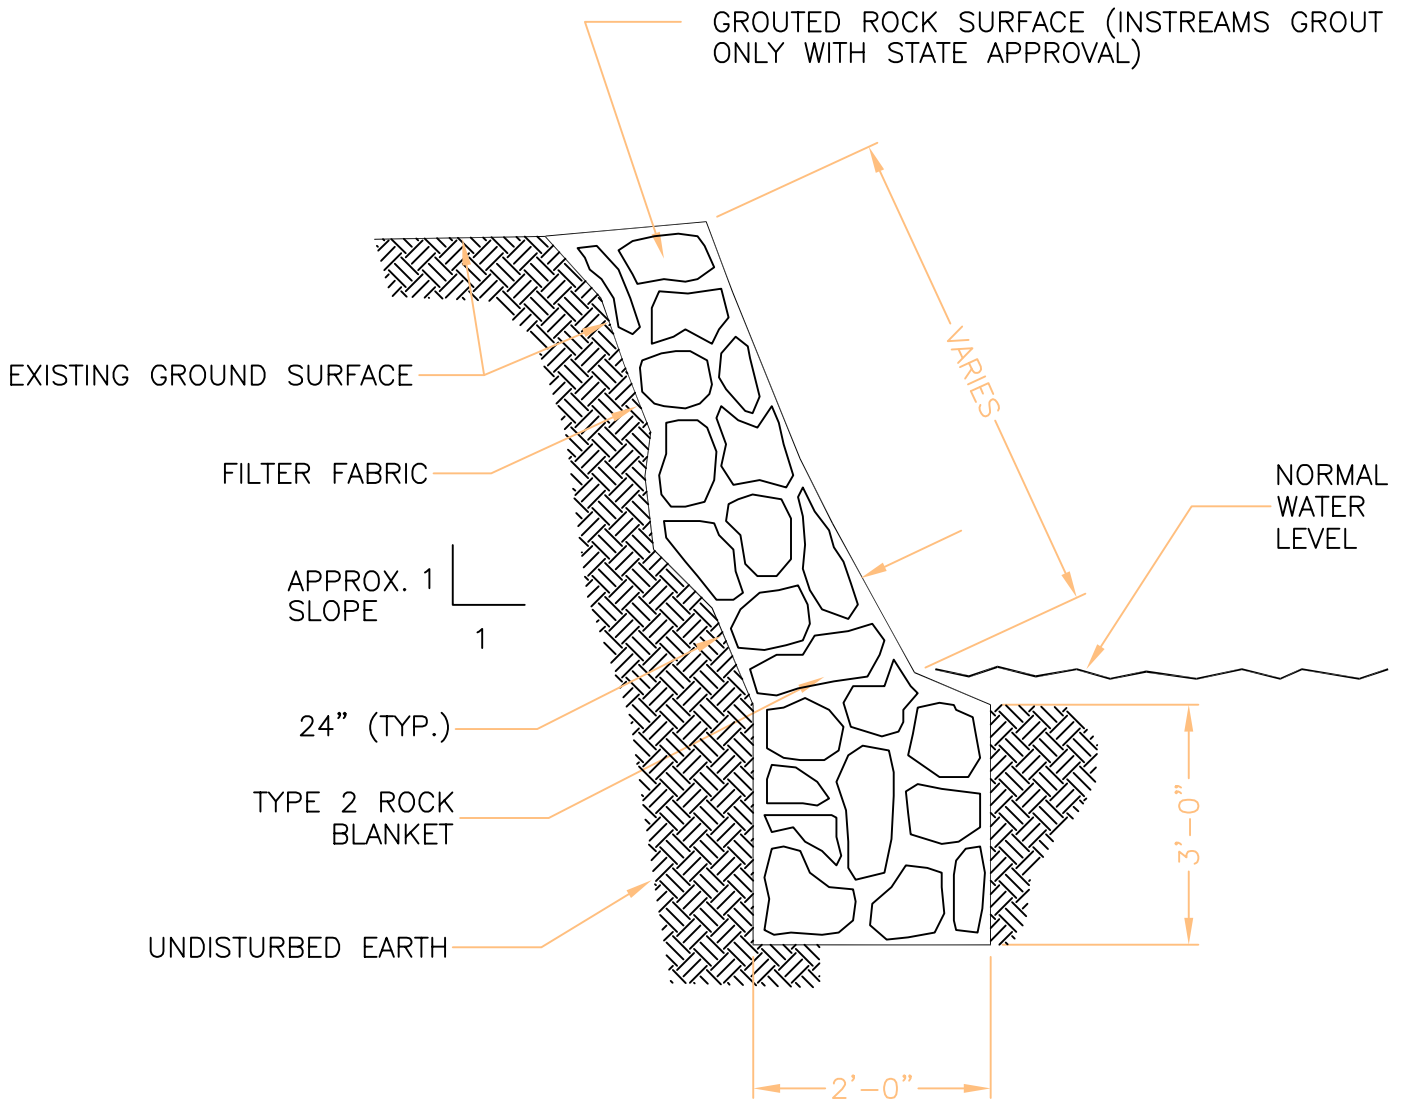 GROUTED ROCK SURFACE (INSTREAMS GROUT
ONLY WITH STATE APPROVAL)
VARIES
EXISTING GROUND SURFACE
FILTER FABRIC
NORMAL
WATER
LEVEL
APPROX. 1
SLOPE
1
24" (TYP.)
TYPE 2 ROCK
BLANKET
3'-0"
UNDISTURBED EARTH
2'-0"